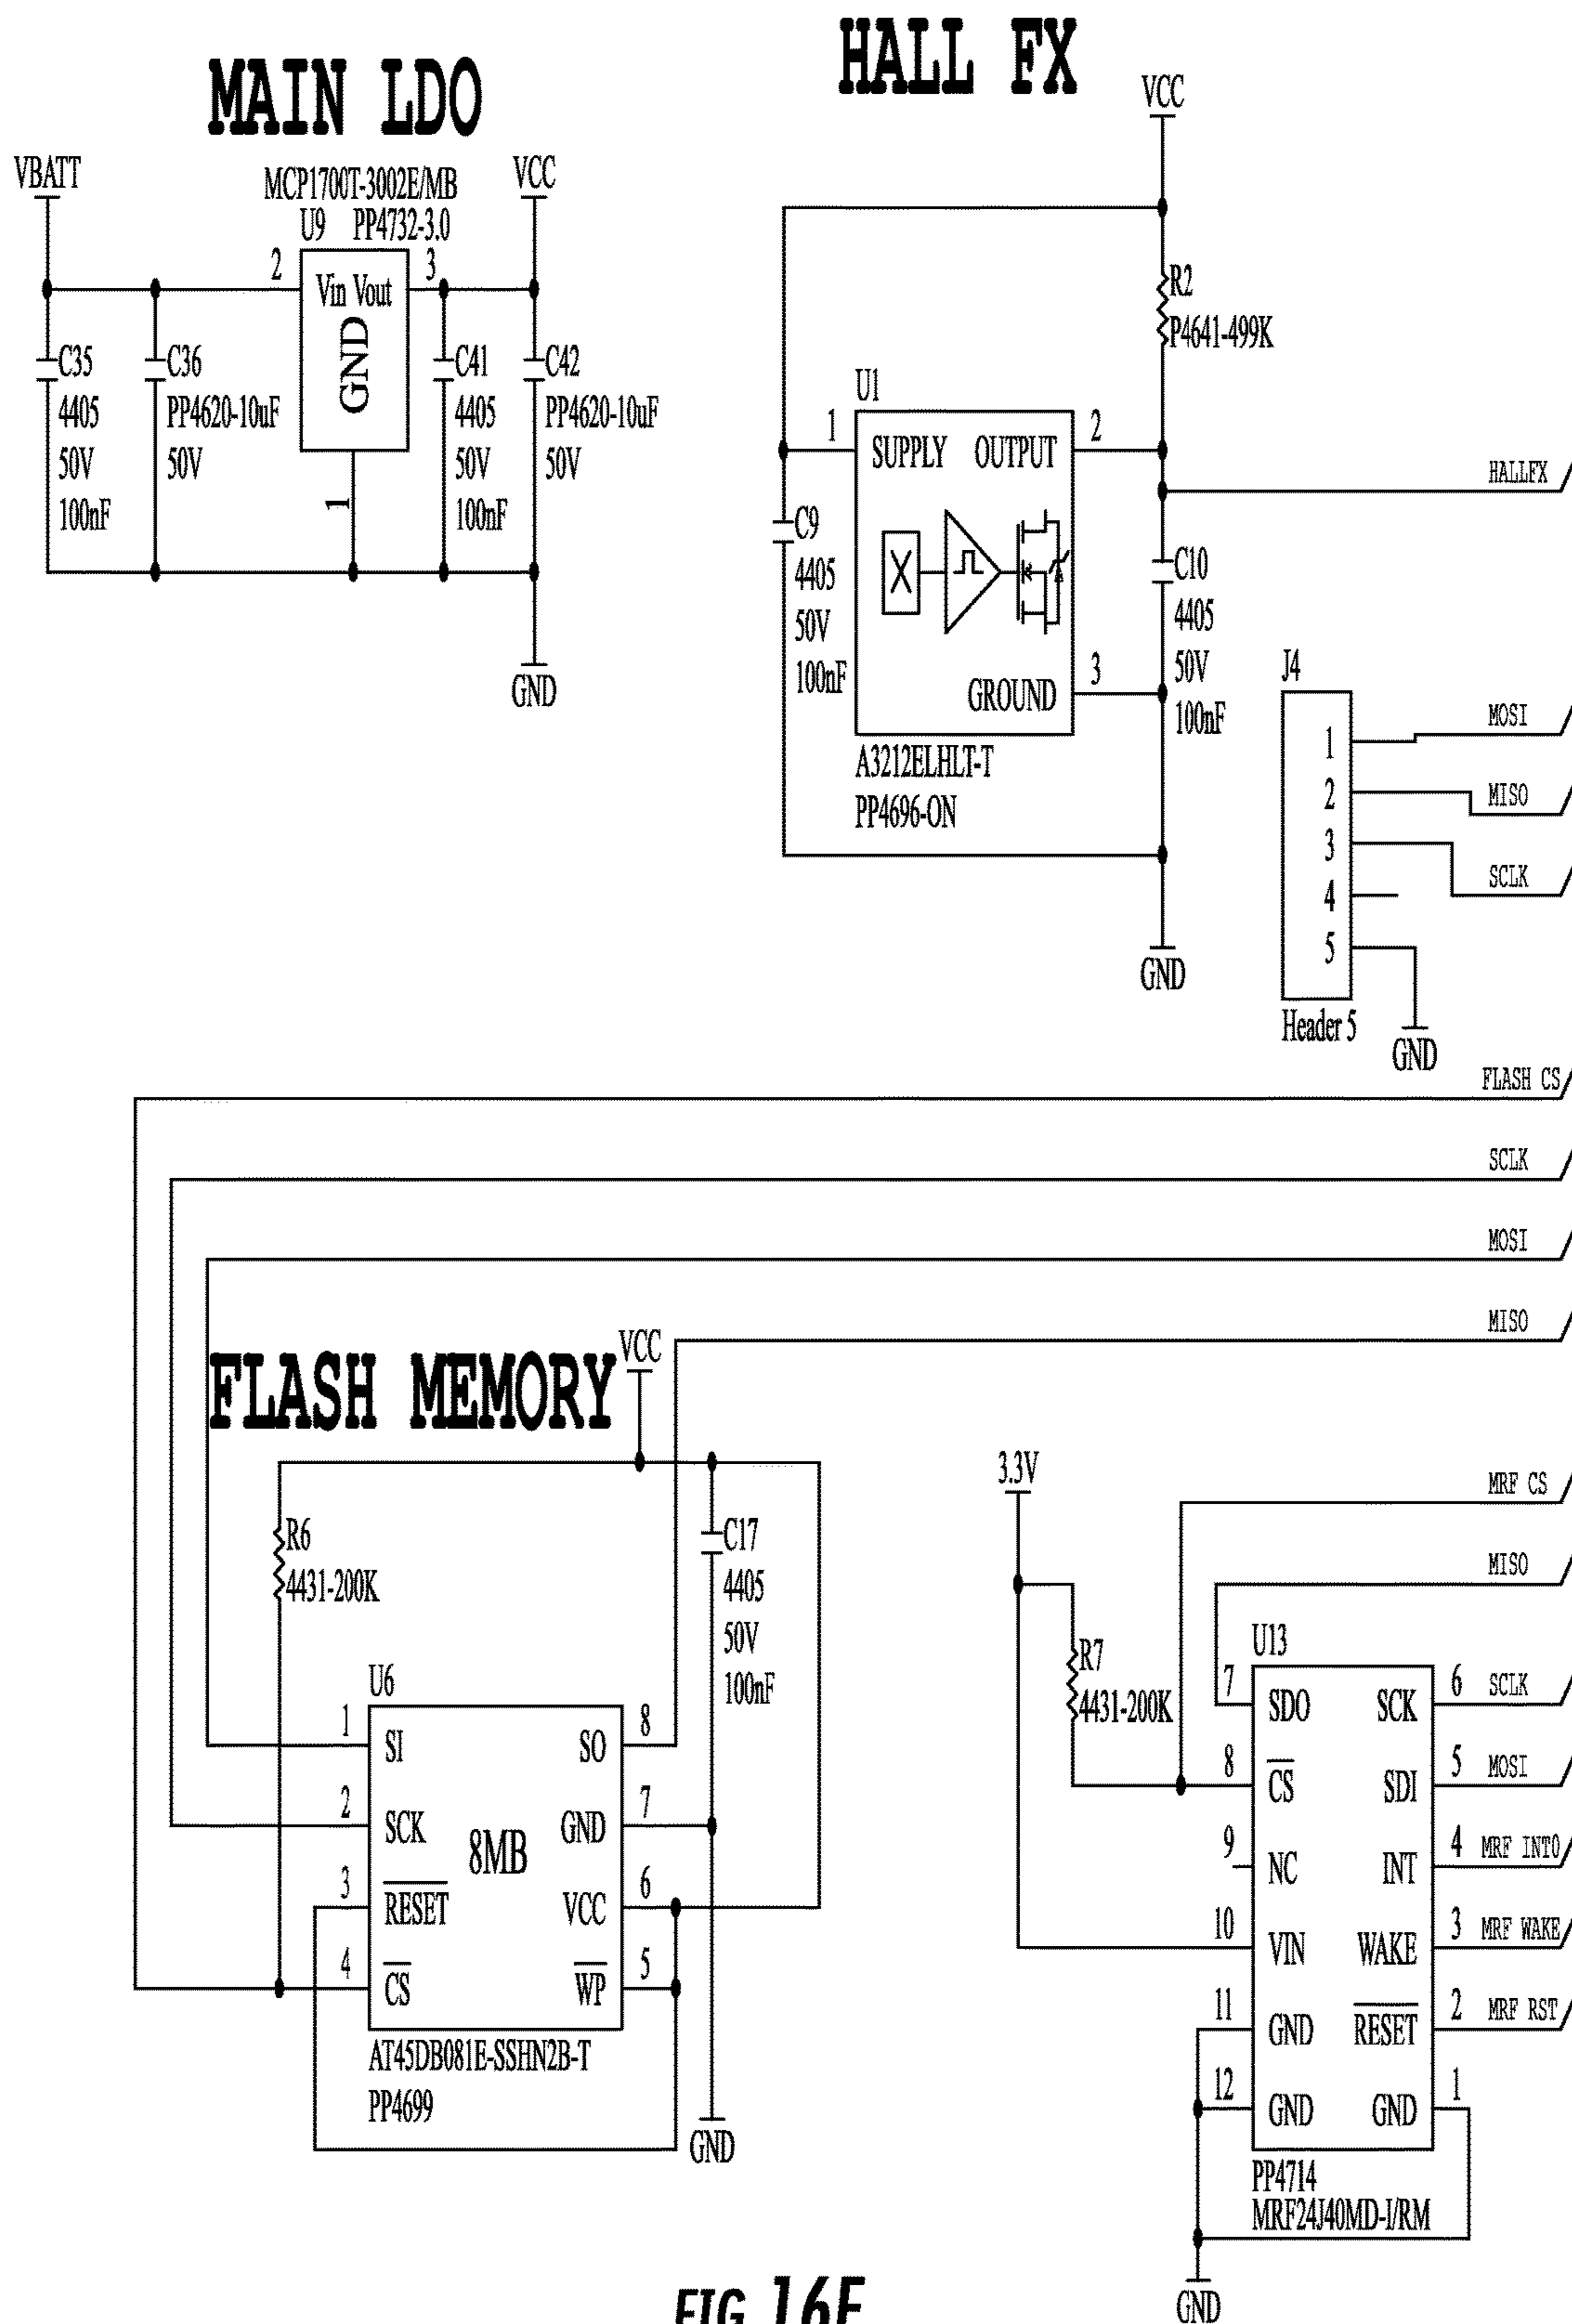 MAIN LDO
VBATT
MCP1700T-3002E/MB
U9 PP4732-3.0
VCC
2
3
Vin Vout
GND
1
C35
4405
50V
100nF
C36
PP4620-10uF
50V
C41
4405
50V
100nF
C42
PP4620-10uF
50V
GND
HALL FX
VCC
R2
P4641-499K
U1
1
SUPPLY OUTPUT
2
HALLFX
C9
4405
50V
100nF
C10
4405
50V
100nF
GROUND
3
A3212ELHLT-T
PP4696-ON
GND
J4
1
2
3
4
5
MOSI
MISO
SCLK
Header 5
GND
FLASH CS
SCLK
MOSI
MISO
FLASH MEMORY
VCC
R6
4431-200K
C17
4405
50V
100nF
U6
1
SI
SO
8
2
SCK
GND
7
8MB
3
RESET
VCC
6
4
CS
WP
5
AT45DB081E-SSHN2B-T
PP4699
GND
3.3V
MRF CS
MISO
R7
4431-200K
U13
7
SDO
SCK
6
SCLK
8
CS
SDI
5
MOSI
9
NC
INT
4
MRF INT0
10
VIN
WAKE
3
MRF WAKE
11
GND
RESET
2
MRF RST
12
GND
GND
1
PP4714
MRF24J40MD-I/RM
GND